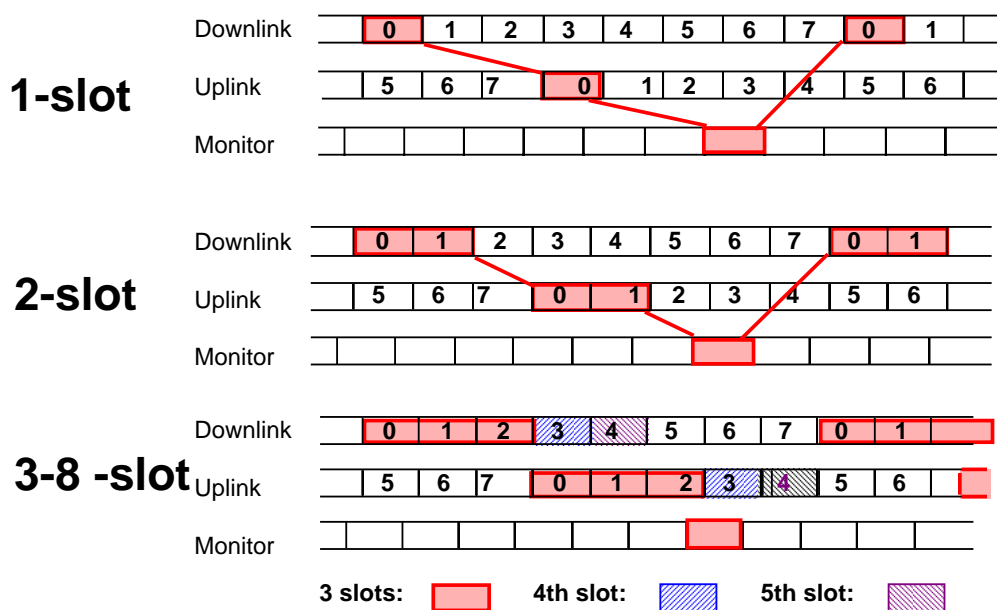 Downlink 0 1 2 3 4 5 6 7 0 1
1-slot
Uplink 5 6 7 0 1 2 3 4 5 6
Monitor
Downlink 0 1 2 3 4 5 6 7 0 1
2-slot
Uplink 5 6 7 0 1 2 3 4 5 6
Monitor
Downlink 0 1 2 3 4 5 6 7 0 1
3-8 -slot
Uplink 5 6 7 0 1 2 3 4 5 6
Monitor
3 slots: 4th slot: 5th slot: